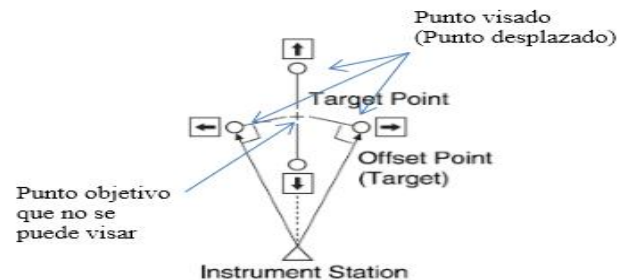 Punto visado
(Punto desplazado)
Target Point
Offset Point
(Target)
Punto objetivo
que no se
puede visar
Instrument Station